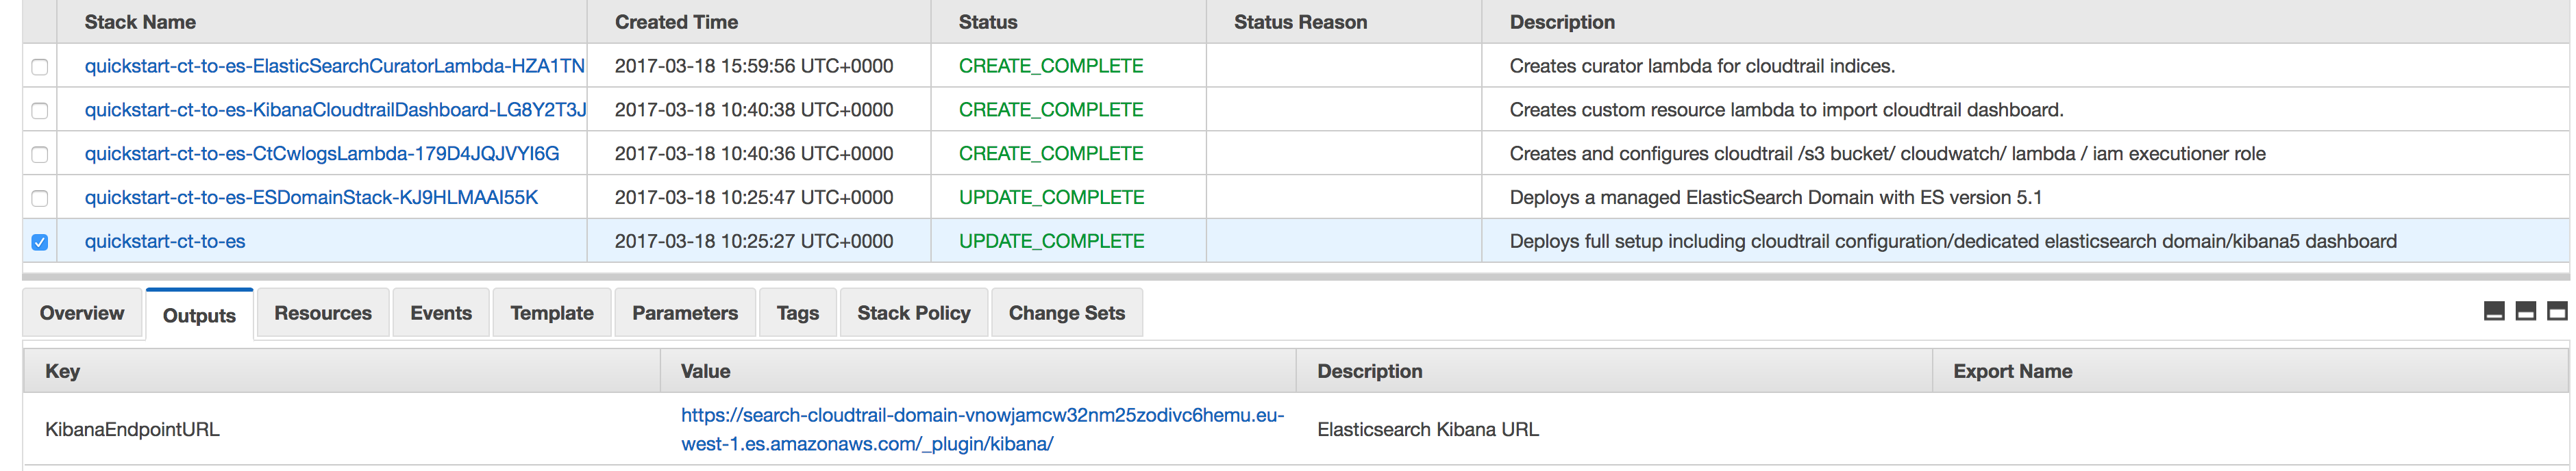 Stack Name Created Time Status Status Reason Description
quickstart-ct-to-es-ElasticSearchCuratorLambda-HZA1TN 2017-03-18 15:59:56 UTC+0000 CREATE_COMPLETE Creates curator lambda for cloudtrail indices.
quickstart-ct-to-es-KibanaCloudtrailDashboard-LG8Y2T3J 2017-03-18 10:40:38 UTC+0000 CREATE_COMPLETE Creates custom resource lambda to import cloudtrail dashboard.
quickstart-ct-to-es-CtCwlogsLambda-179D4JQJVYI6G 2017-03-18 10:40:36 UTC+0000 CREATE_COMPLETE Creates and configures cloudtrail /s3 bucket/ cloudwatch/ lambda / iam executioner role
quickstart-ct-to-es-ESDomainStack-KJ9HLMAAI55K 2017-03-18 10:25:47 UTC+0000 UPDATE_COMPLETE Deploys a managed ElasticSearch Domain with ES version 5.1
quickstart-ct-to-es 2017-03-18 10:25:27 UTC+0000 UPDATE_COMPLETE Deploys full setup including cloudtrail configuration/dedicated elasticsearch domain/kibana5 dashboard
Overview Outputs Resources Events Template Parameters Tags Stack Policy Change Sets
Key Value Description Export Name
KibanaEndpointURL https://search-cloudtrail-domain-vnowjamcw32nm25zodivc6hemu.eu-
west-1.es.amazonaws.com/_plugin/kibana/ Elasticsearch Kibana URL